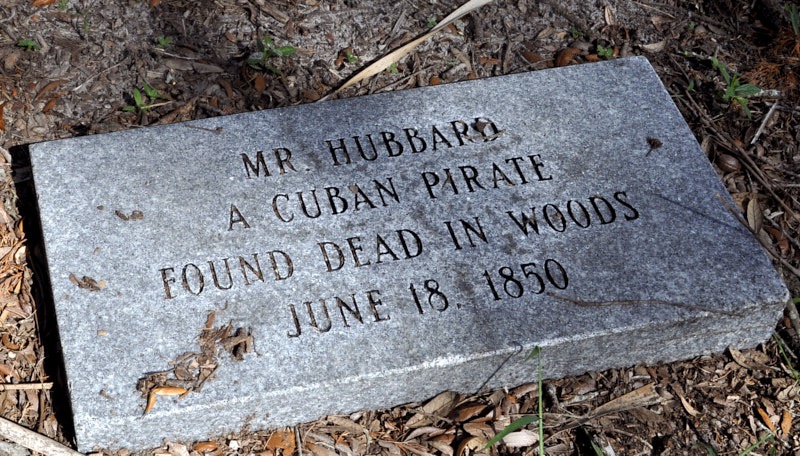 MR. HUBBARD
A CUBAN PIRATE
FOUND DEAD IN WOODS
JUNE 18, 1850